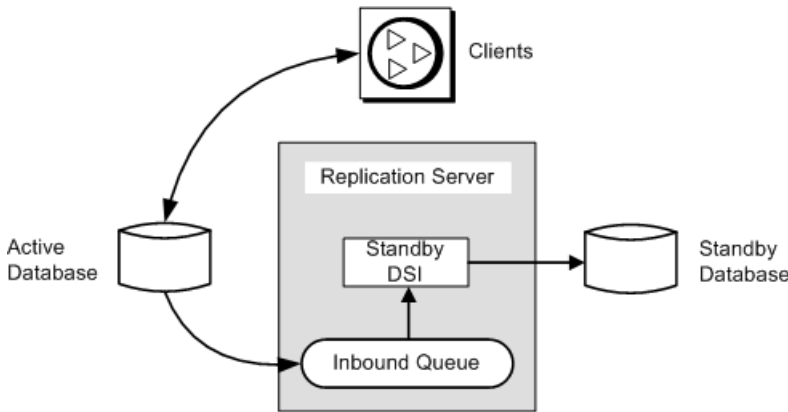 Clients
Replication Server
Active
Database
Standby
DSI
Standby
Database
Inbound Queue